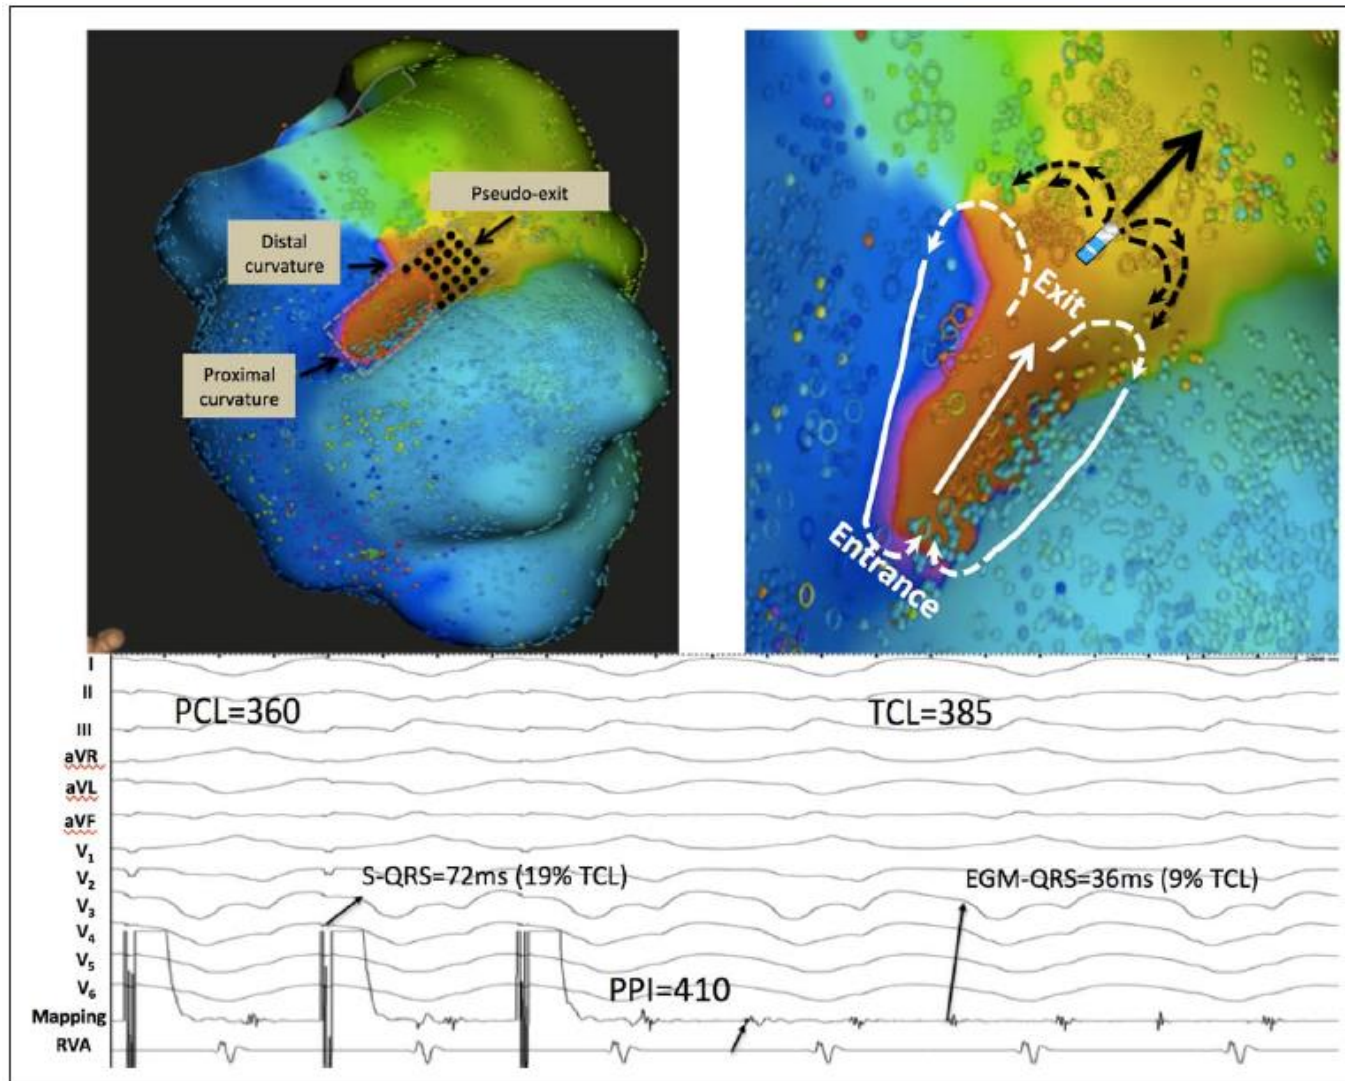 Pseudo-exit
Distal
curvature
Proximal
curvature
Exit
Entrance
I
II
III
aVR
aVL
aVF
V1
V2
V3
V4
V5
V6
Mapping
RVA
PCL=360
TCL=385
S-QRS=72ms (19% TCL)
EGM-QRS=36ms (9% TCL)
PPI=410